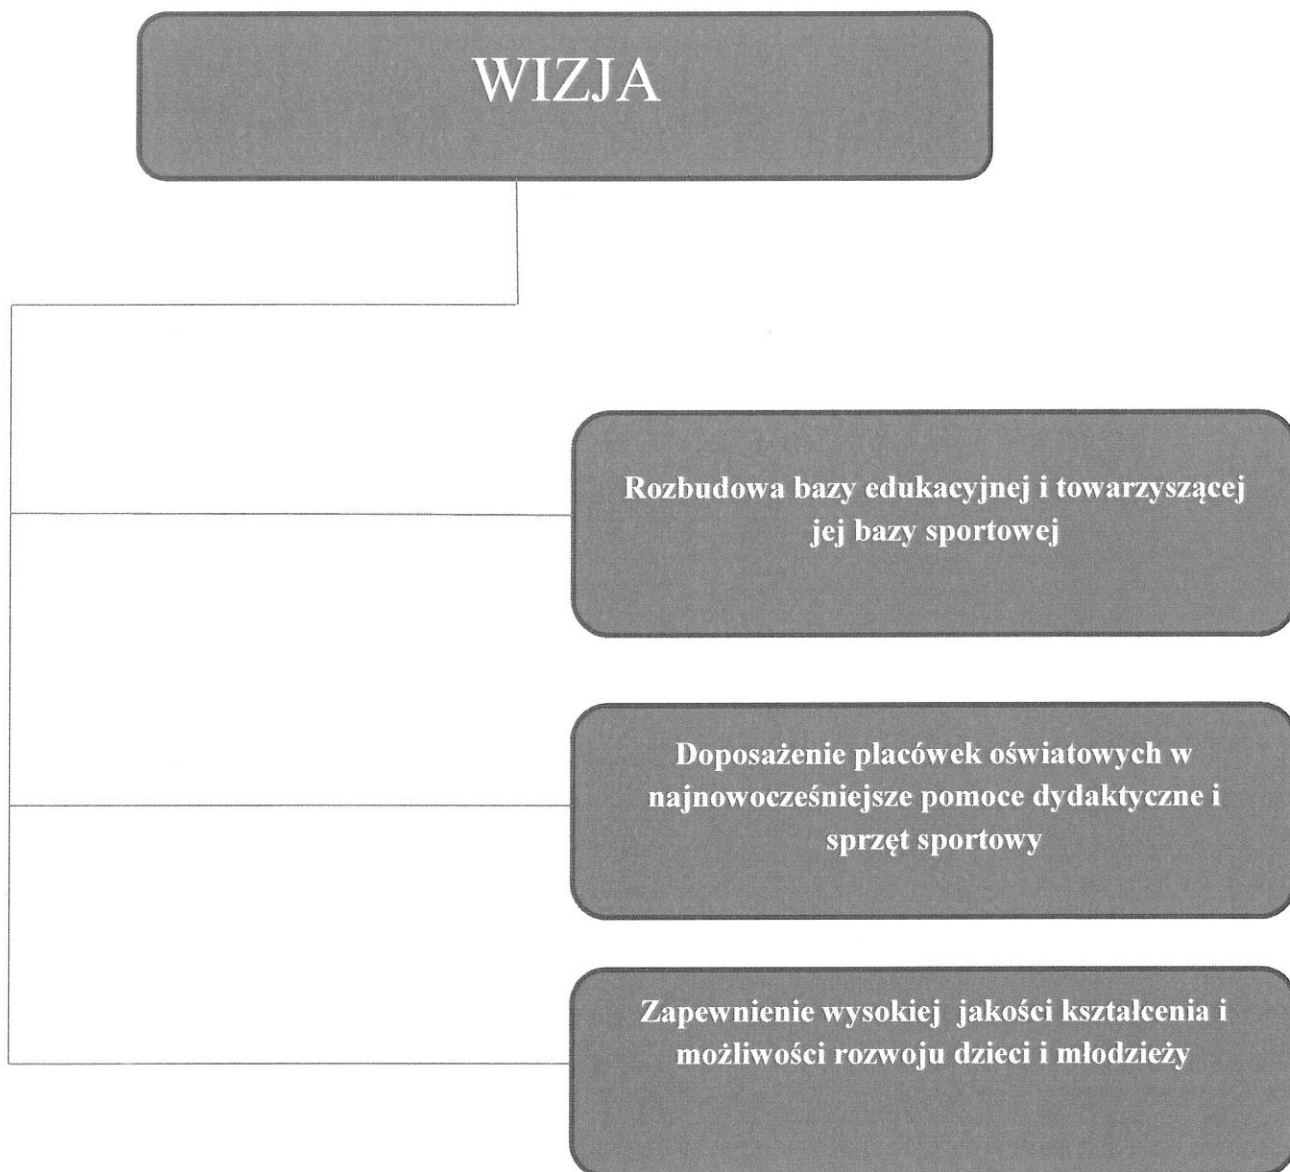 WIZJA
Rozbudowa bazy edukacyjnej i towarzyszącej
jej bazy sportowej
Doposażenie placówek oświatowych w
najnowocześniejsze pomoce dydaktyczne i
sprzęt sportowy
Zapewnienie wysokiej jakości kształcenia i
możliwości rozwoju dzieci i młodzieży